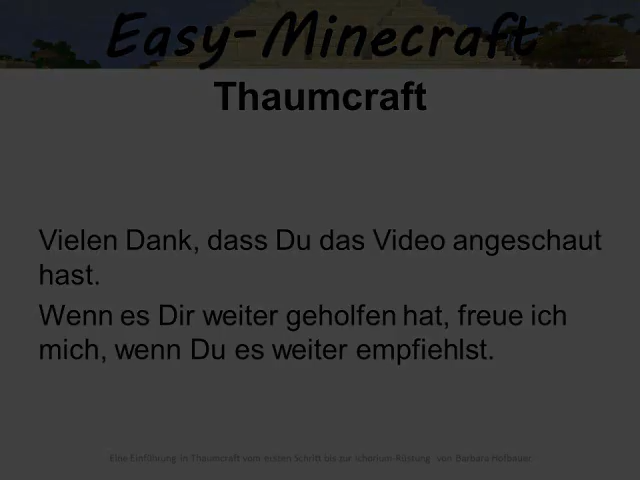 Easy-Minecraft
Thaumcraft
Vielen Dank, dass Du das Video angeschaut
hast.
Wenn es Dir weiter geholfen hat, freue ich
mich, wenn Du es weiter empfiehlst.
Eine Einführung in Thaumcraft vom ersten Schritt bis zur Ichorium-Rüstung von Barbara Hofbauer